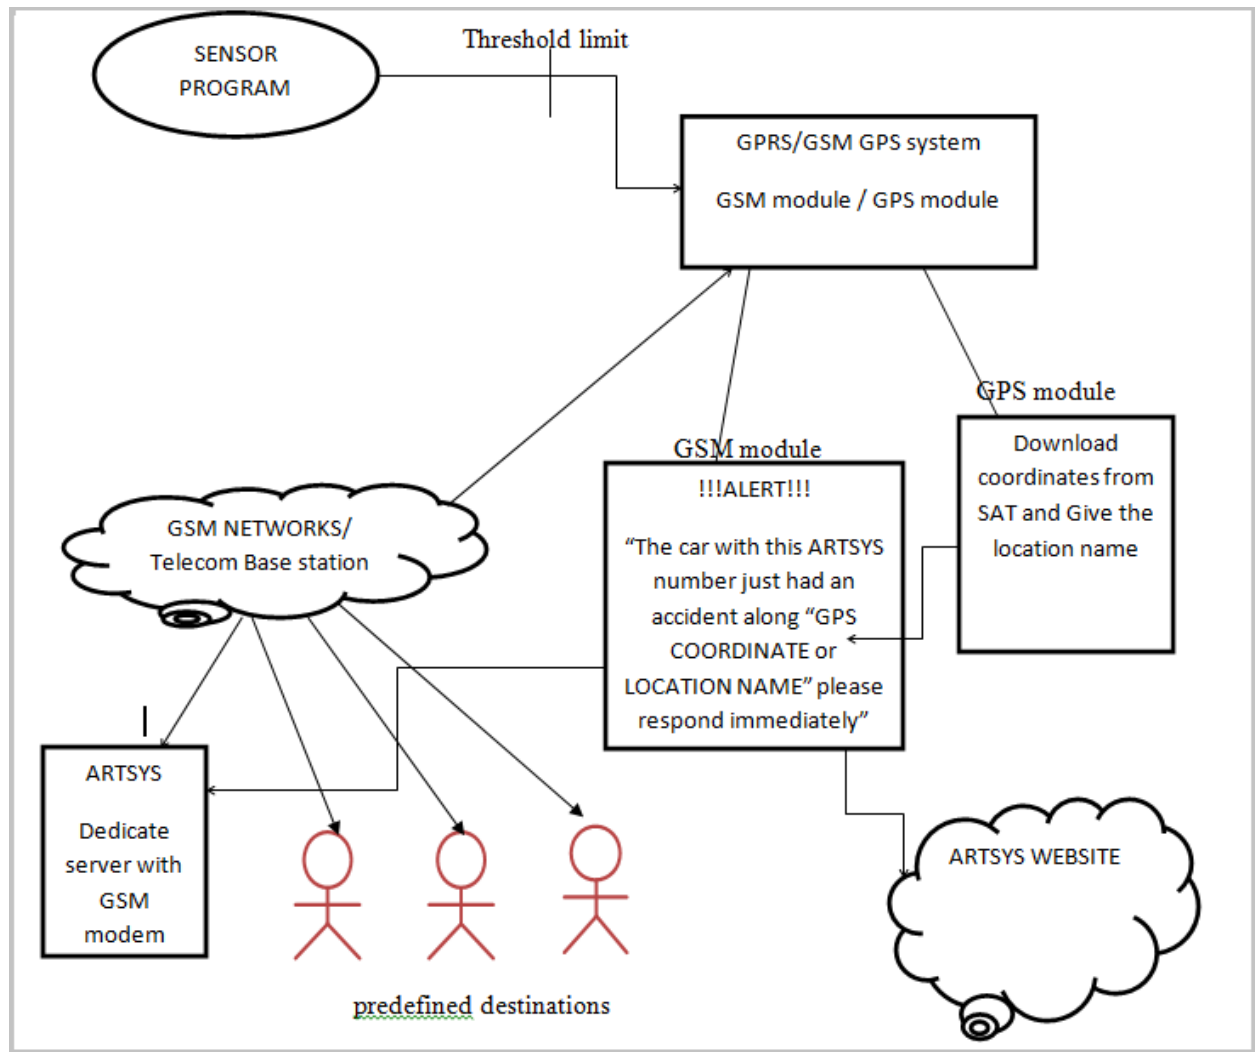 SENSOR
PROGRAM
Threshold limit
GPRS/GSM GPS system
GSM module / GPS module
GPS module
Download
coordinates from
SAT and Give the
location name
GSM module
!!!ALERT!!!
“The car with this ARTSYS
number just had an
accident along “GPS
COORDINATE or
LOCATION NAME” please
respond immediately”
GSM NETWORKS/
Telecom Base station
ARTSYS
Dedicate
server with
GSM
modem
ARTSYS WEBSITE
predefined destinations